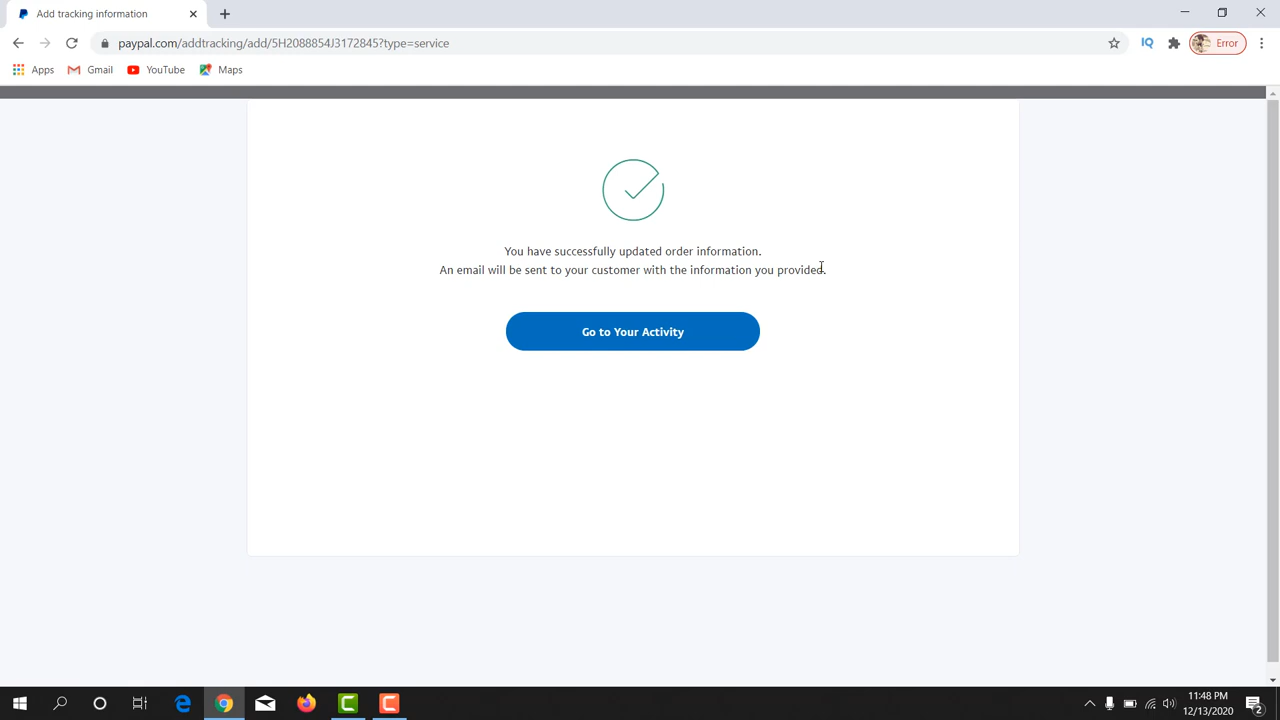 Add tracking information
paypal.com/addtracking/add/5H2088854J3172845?type=service
IQ
Error
Apps
Gmail
YouTube
Maps
You have successfully updated order information.
An email will be sent to your customer with the information you provided.
Go to Your Activity
11:48 PM
12/13/2020
2